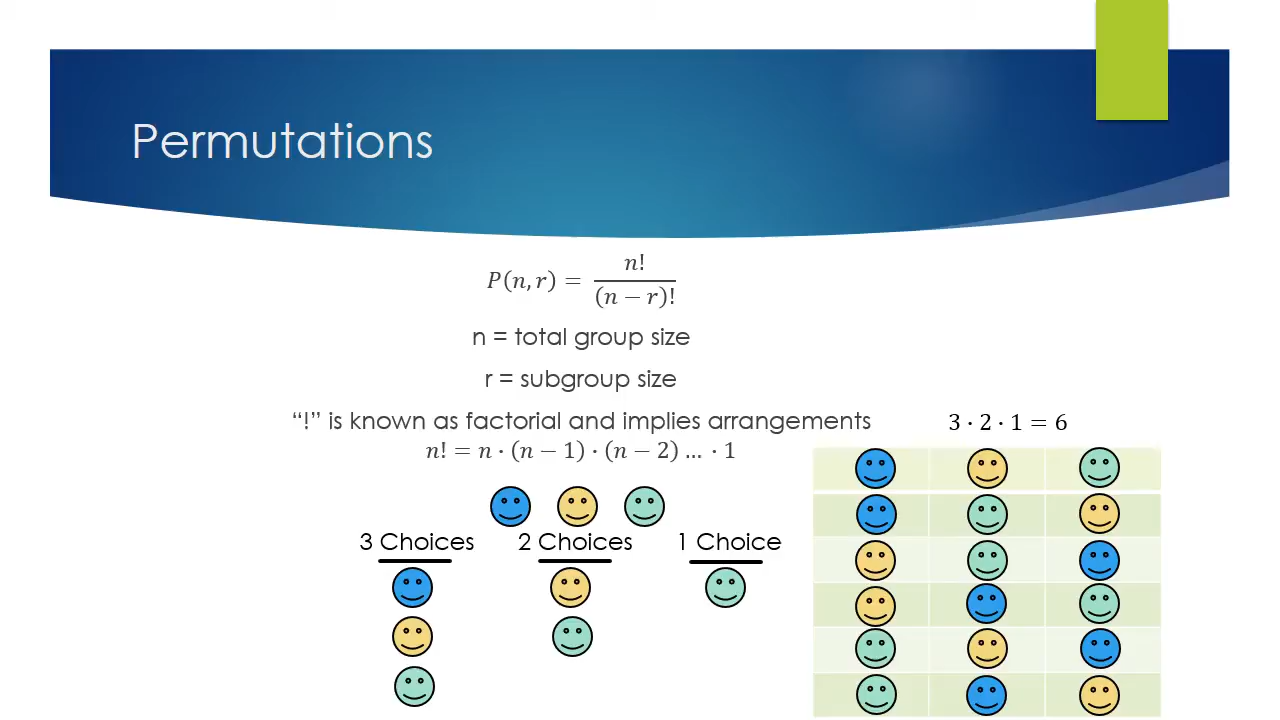 Permutations
P(n, r) = n! / (n − r)!
n = total group size
r = subgroup size
“!” is known as factorial and implies arrangements
n! = n · (n − 1) · (n − 2) … · 1
3 · 2 · 1 = 6
3 Choices 2 Choices 1 Choice